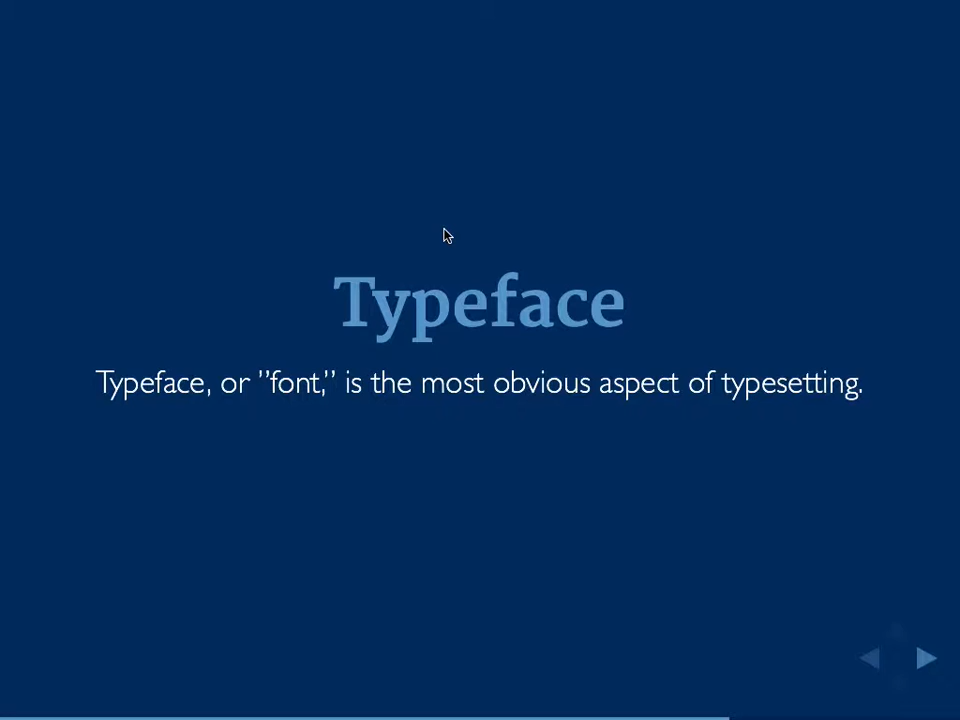 Typeface
Typeface, or ”font,” is the most obvious aspect of typesetting.